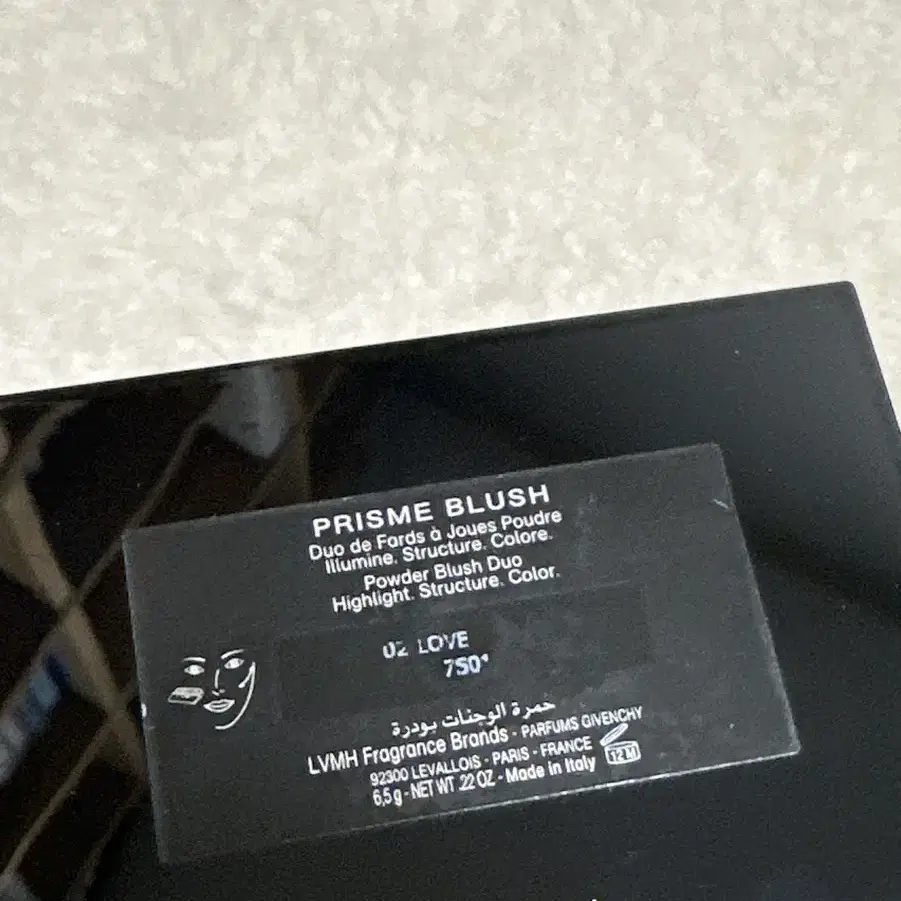 PRISME BLUSH
Duo de Fards à Joues Poudre
Illumine. Structure. Colore.
Powder Blush Duo
Highlight. Structure. Color.
02 LOVE
حمرة الوجنات بودرة
LVMH Fragrance Brands - PARFUMS GIVENCHY
92300 LEVALLOIS - PARIS - FRANCE
12 M
6,5 g - NET WT .22 OZ - Made in Italy